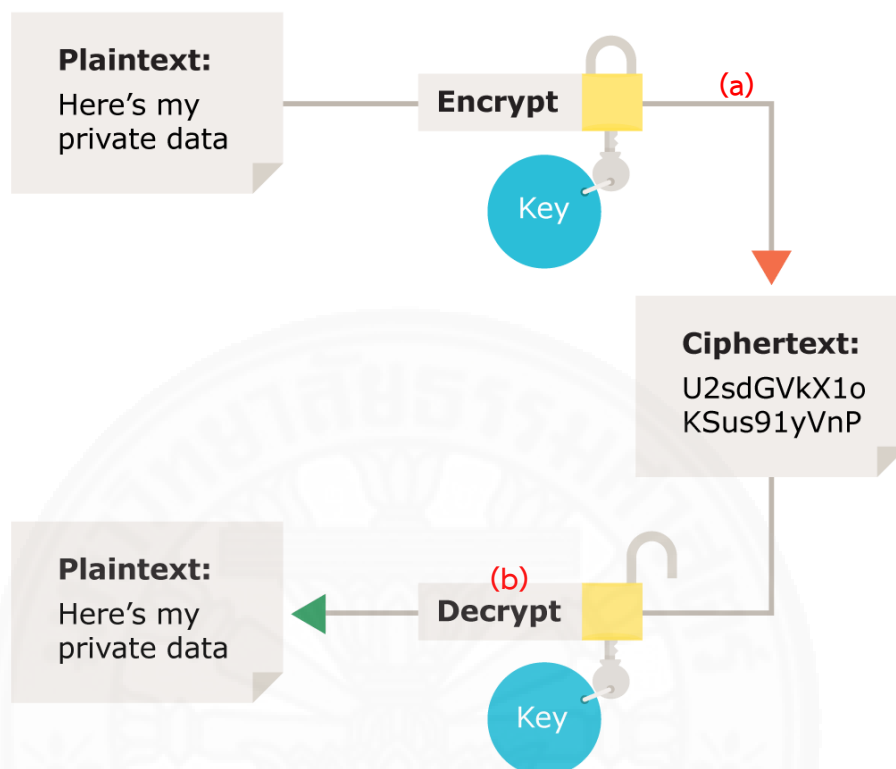 Plaintext:
Here's my
private data
Encrypt
(a)
Key
Ciphertext:
U2sdGVkX1o
KSus91yVnP
Plaintext:
Here's my
private data
(b)
Decrypt
Key